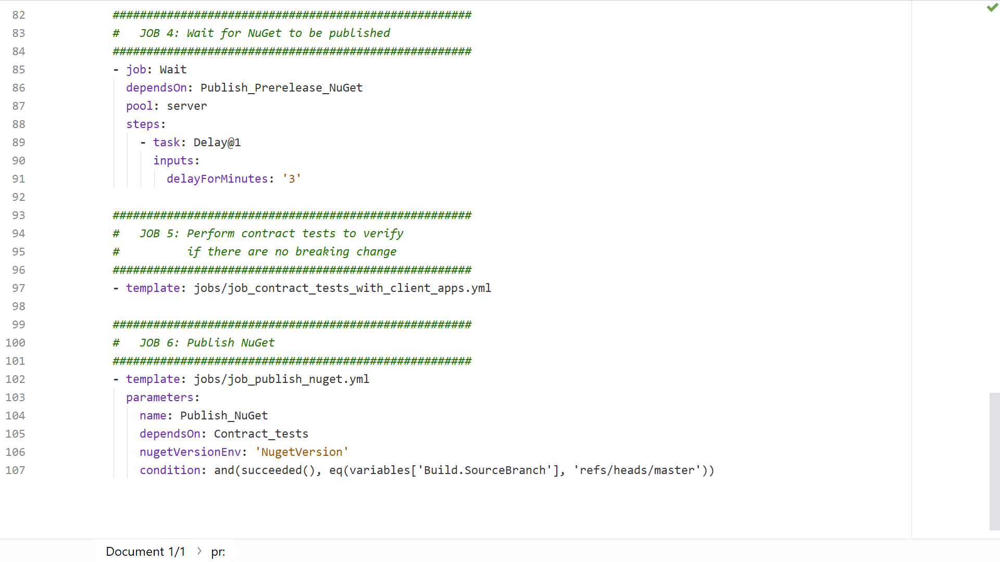 82 #####################################################
83 #   JOB 4: Wait for NuGet to be published
84 #####################################################
85 - job: Wait
86   dependsOn: Publish_Prerelease_NuGet
87   pool: server
88   steps:
89     - task: Delay@1
90       inputs:
91         delayForMinutes: '3'
92
93 #####################################################
94 #   JOB 5: Perform contract tests to verify
95 #          if there are no breaking change
96 #####################################################
97 - template: jobs/job_contract_tests_with_client_apps.yml
98
99 #####################################################
100 #   JOB 6: Publish NuGet
101 #####################################################
102 - template: jobs/job_publish_nuget.yml
103   parameters:
104     name: Publish_NuGet
105     dependsOn: Contract_tests
106     nugetVersionEnv: 'NugetVersion'
107     condition: and(succeeded(), eq(variables['Build.SourceBranch'], 'refs/heads/master'))
Document 1/1 > pr: